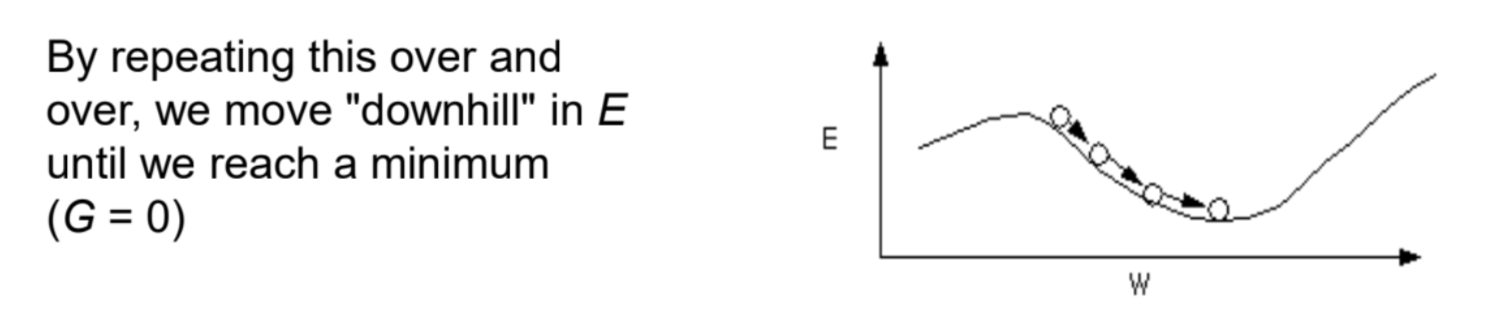 By repeating this over and
over, we move "downhill" in E
until we reach a minimum
(G = 0)
E
W